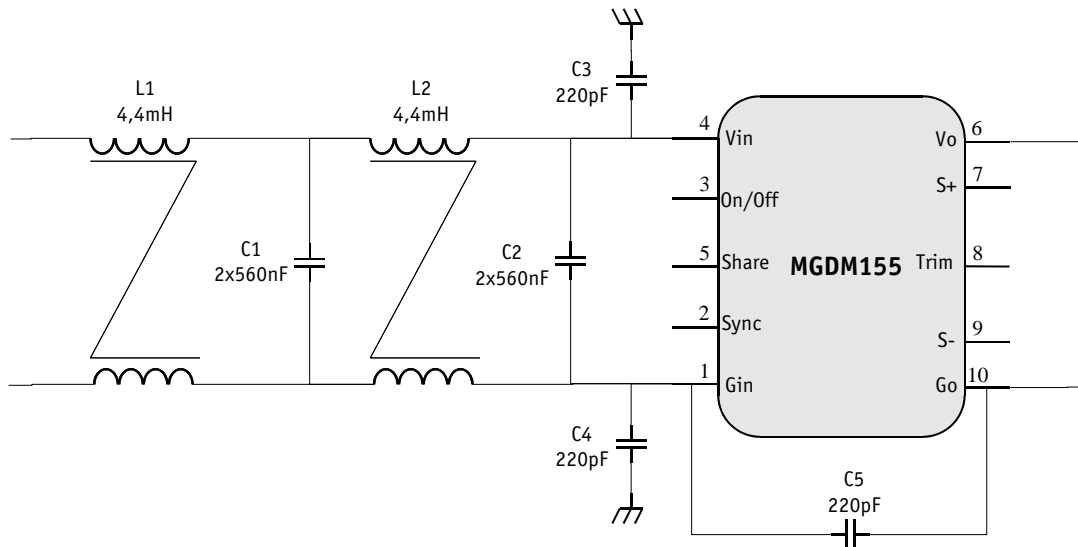 L1
4,4mH
L2
4,4mH
C3
220pF
C1
2x560nF
C2
2x560nF
C4
220pF
4
Vin
3
On/Off
5
Share
2
Sync
1
Gin
MGDM155
Vo
6
S+
7
Trim
8
S-
9
Go
10
C5
220pF